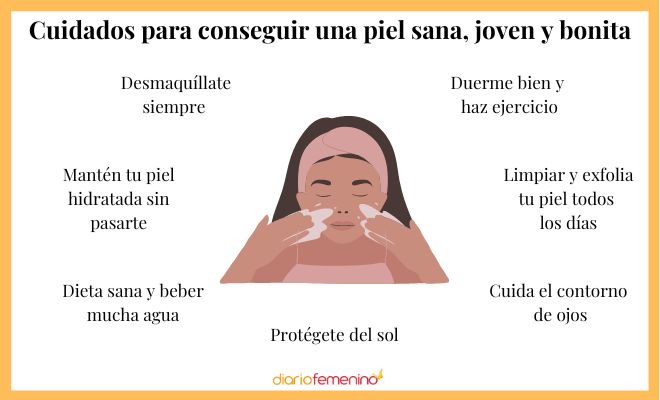 Cuidados para conseguir una piel sana, joven y bonita
Desmaquíllate
siempre
Duerme bien y
haz ejercicio
Mantén tu piel
hidratada sin
pasarte
Limpiar y exfolia
tu piel todos
los días
Dieta sana y beber
mucha agua
Cuida el contorno
de ojos
Protégete del sol
diariofemenino